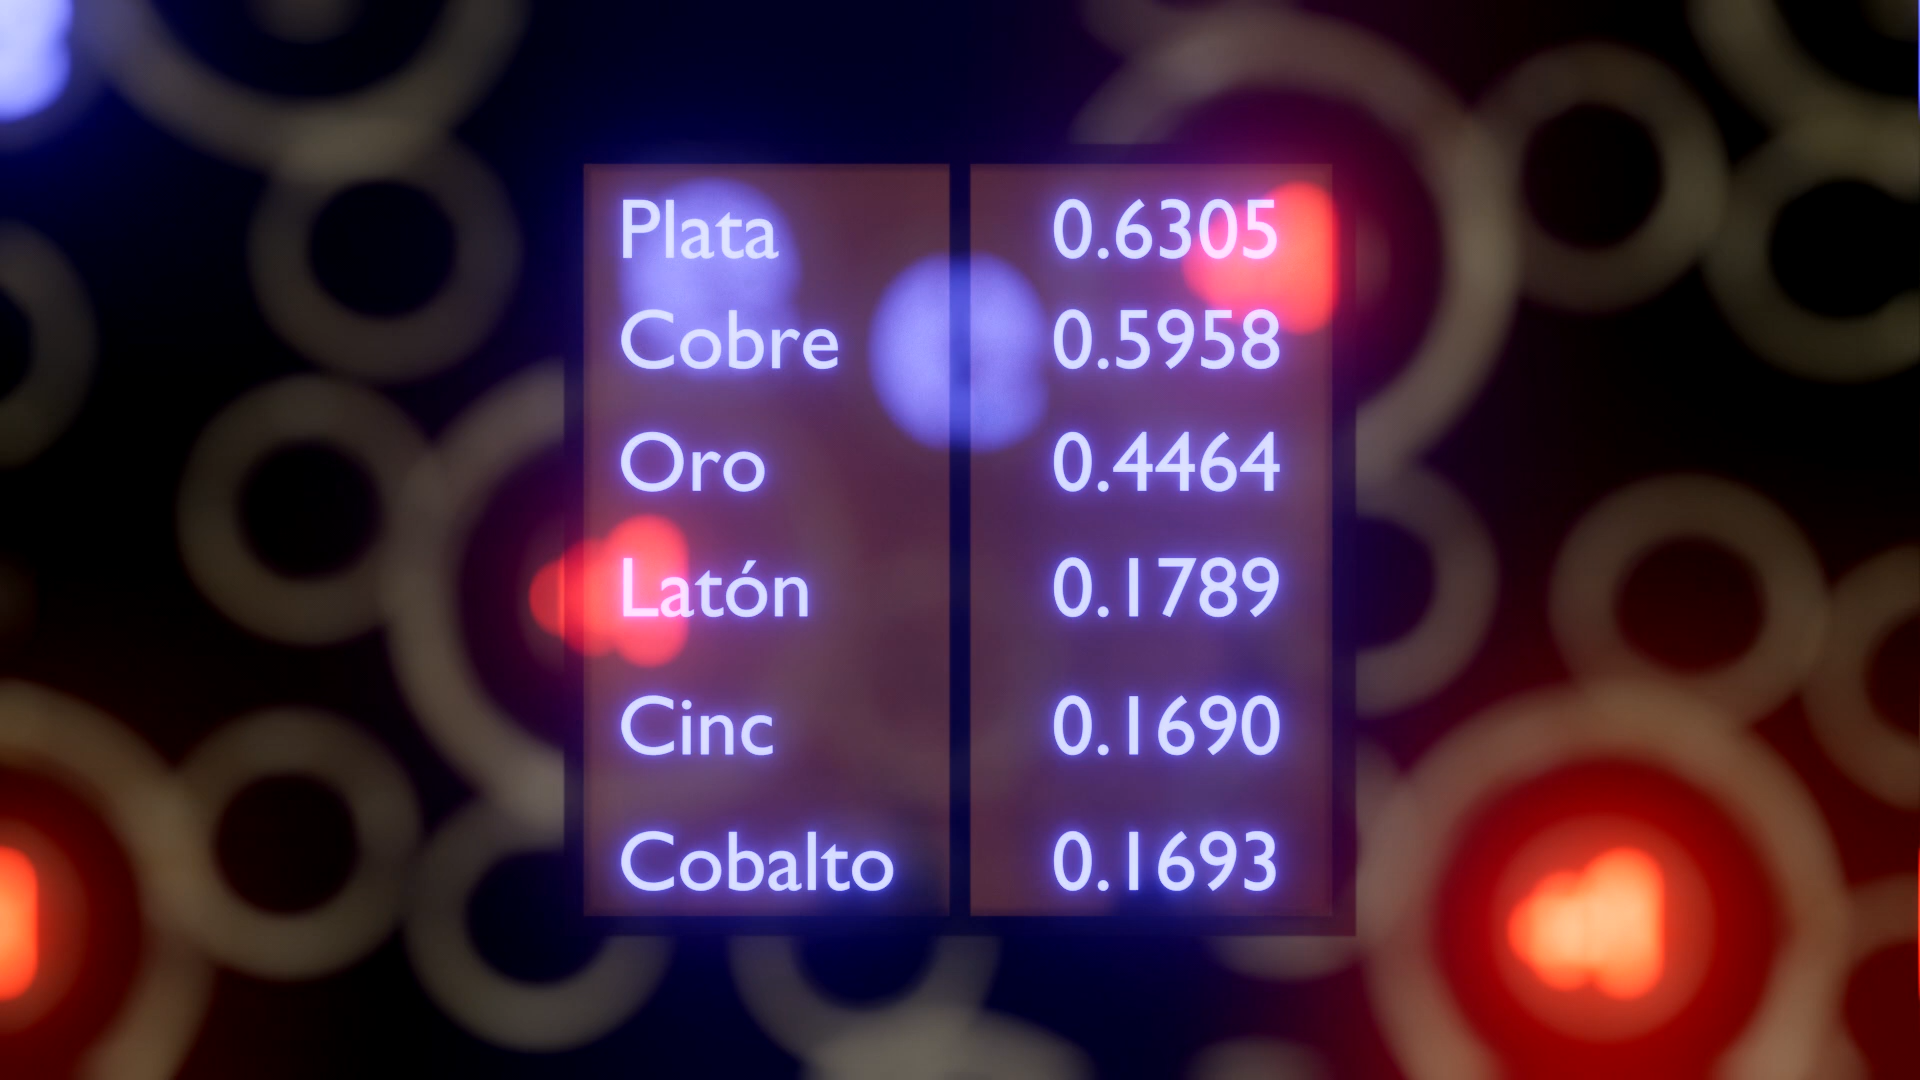 Plata 0.6305
Cobre 0.5958
Oro 0.4464
Latón 0.1789
Cinc 0.1690
Cobalto 0.1693